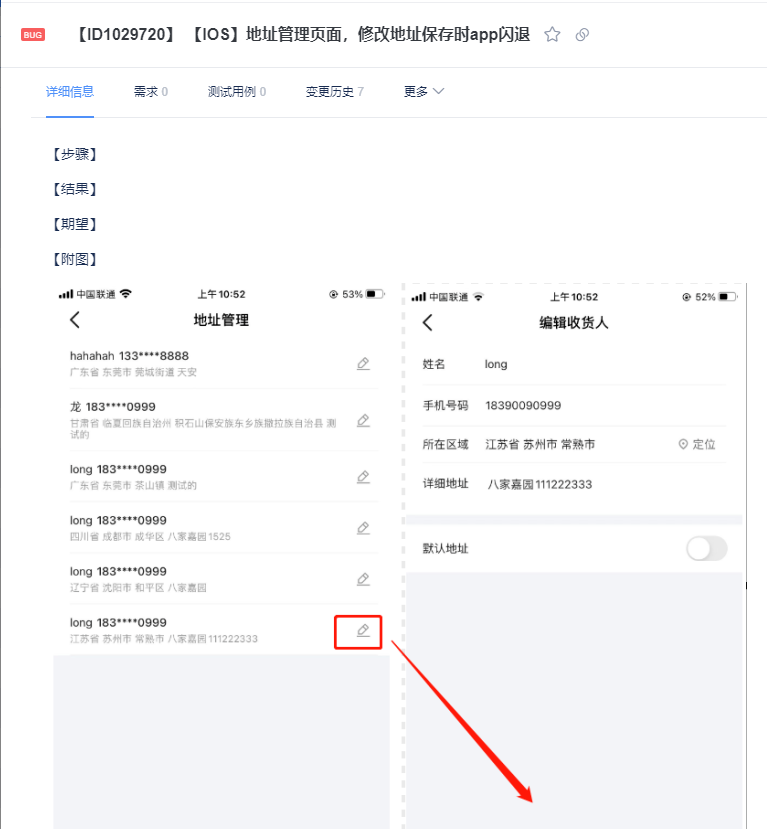 BUG 【ID1029720】 【IOS】地址管理页面，修改地址保存时app闪退
详细信息 需求 0 测试用例 0 变更历史 7 更多
【步骤】
【结果】
【期望】
【附图】
中国联通 上午10:52 53%
地址管理
hahahah 133****8888
广东省 东莞市 莞城街道 天安
龙 183****0999
甘肃省 临夏回族自治州 积石山保安族东乡族撒拉族自治县 测
试的
long 183****0999
广东省 东莞市 茶山镇 测试的
long 183****0999
四川省 成都市 成华区 八家嘉园1525
long 183****0999
辽宁省 沈阳市 和平区 八家嘉园
long 183****0999
江苏省 苏州市 常熟市 八家嘉园111222333
中国联通 上午10:52 52%
编辑收货人
姓名 long
手机号码 18390090999
所在区域 江苏省 苏州市 常熟市 定位
详细地址 八家嘉园111222333
默认地址